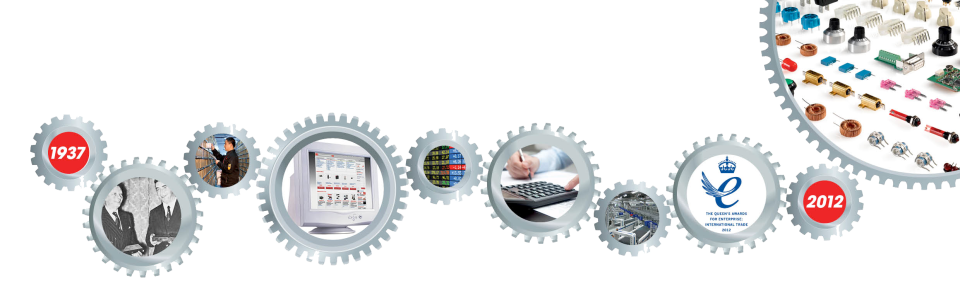 1937
THE QUEEN'S AWARDS
FOR ENTERPRISE:
INTERNATIONAL TRADE
2012
2012